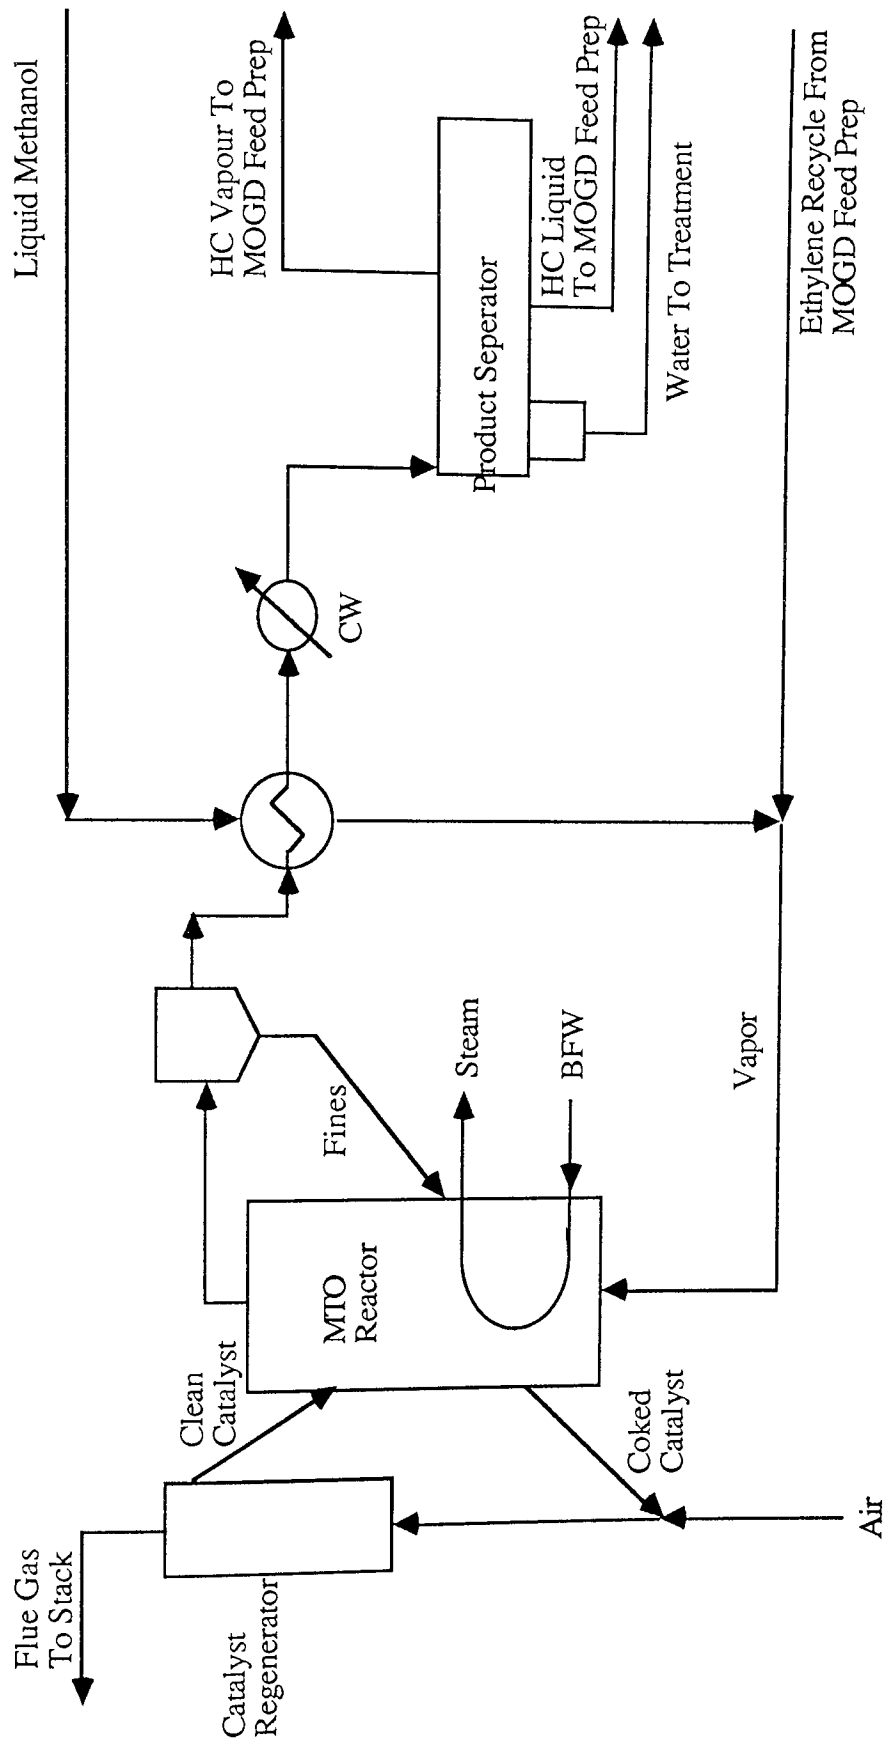 Flue Gas
To Stack
Catalyst
Regenerator
Clean
Catalyst
Coked
Catalyst
Air
MTO
Reactor
Fines
Steam
BFW
Vapor
Liquid Methanol
CW
HC Vapour To
MOGD Feed Prep
Product Seperator
HC Liquid
To MOGD Feed Prep
Water To Treatment
Ethylene Recycle From
MOGD Feed Prep